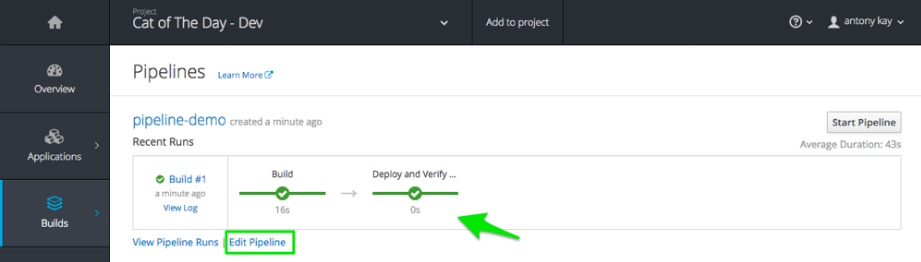 Project
Cat of The Day - Dev
Add to project
antony kay
Overview
Applications
Builds
Pipelines Learn More
pipeline-demo created a minute ago
Start Pipeline
Recent Runs
Average Duration: 43s
Build #1
a minute ago
View Log
Build
16s
Deploy and Verify ...
0s
View Pipeline Runs | Edit Pipeline